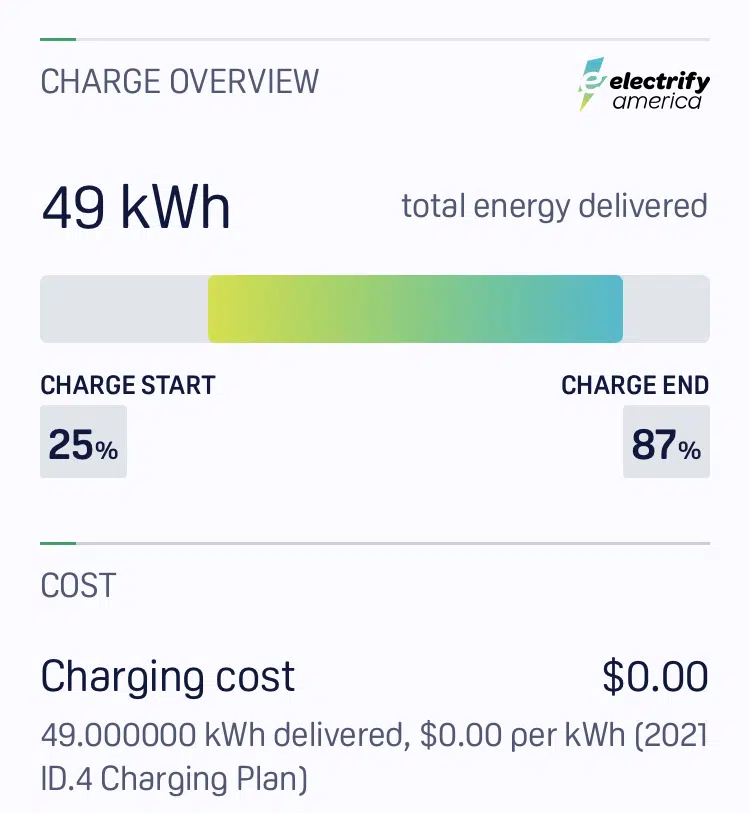 CHARGE OVERVIEW
electrify
america
49 kWh
total energy delivered
CHARGE START
CHARGE END
25%
87%
COST
Charging cost
$0.00
49.000000 kWh delivered, $0.00 per kWh (2021
ID.4 Charging Plan)